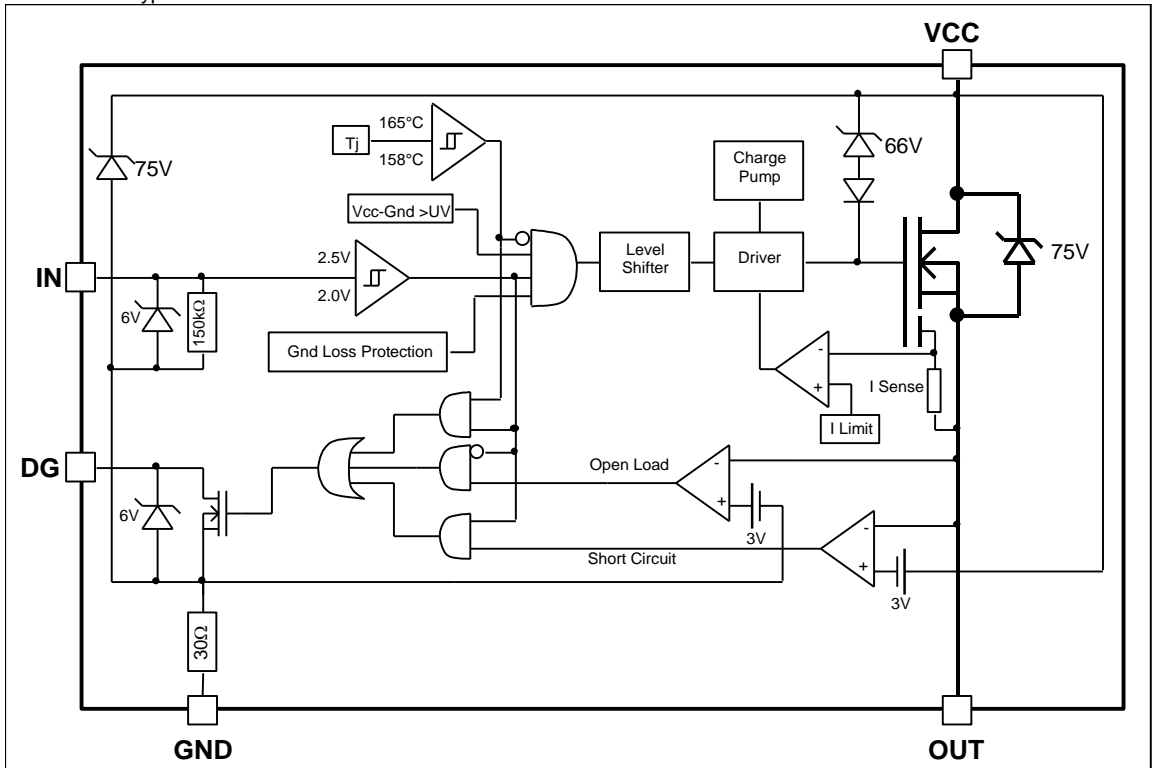 VCC
75V
Tj
165°C
158°C
Charge
Pump
66V
Vcc-Gnd >UV
Level
Shifter
Driver
75V
IN
2.5V
2.0V
6V
150kΩ
Gnd Loss Protection
-
+
I Sense
I Limit
DG
6V
Open Load
-
+
3V
Short Circuit
-
+
3V
30Ω
GND
OUT